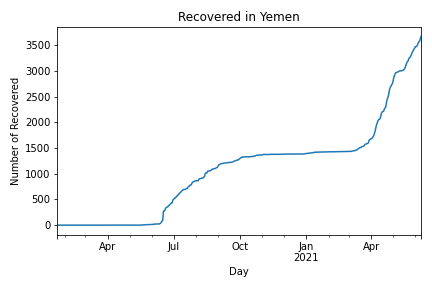 Recovered in Yemen
Number of Recovered
3500
3000
2500
2000
1500
1000
500
0
Apr
Jul
Oct
Jan
2021
Apr
Day